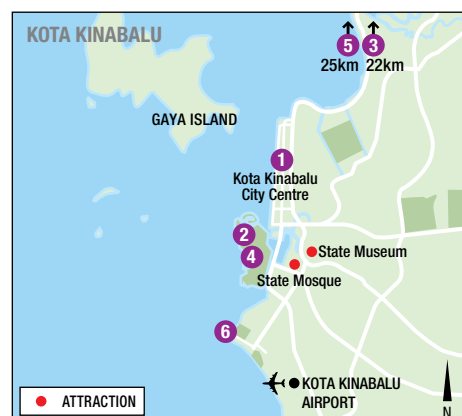 KOTA KINABALU
5 3
25km 22km
GAYA ISLAND
1
Kota Kinabalu
City Centre
2
4
State Museum
State Mosque
6
KOTA KINABALU
AIRPORT
ATTRACTION
N